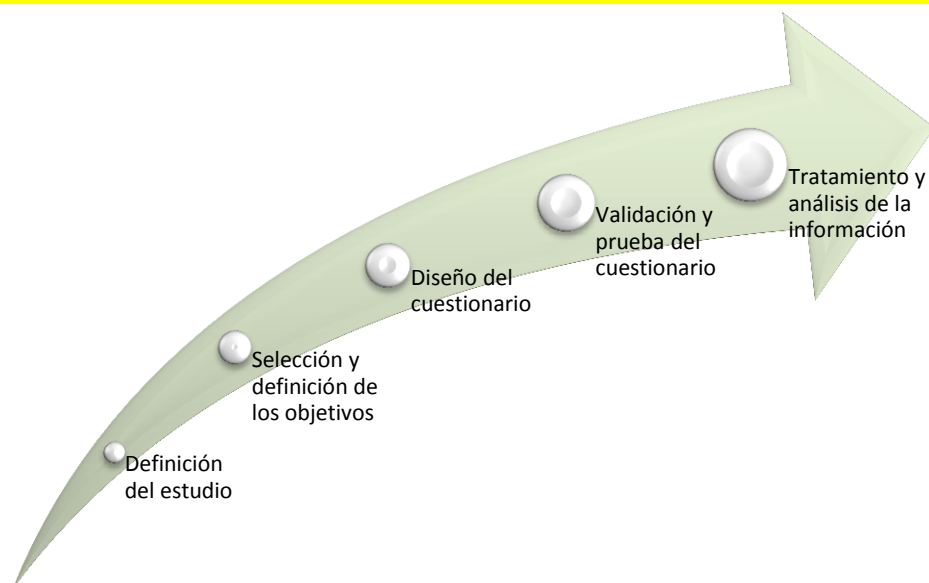 Definición
del estudio
Selección y
definición de
los objetivos
Diseño del
cuestionario
Validación y
prueba del
cuestionario
Tratamiento y
análisis de la
información